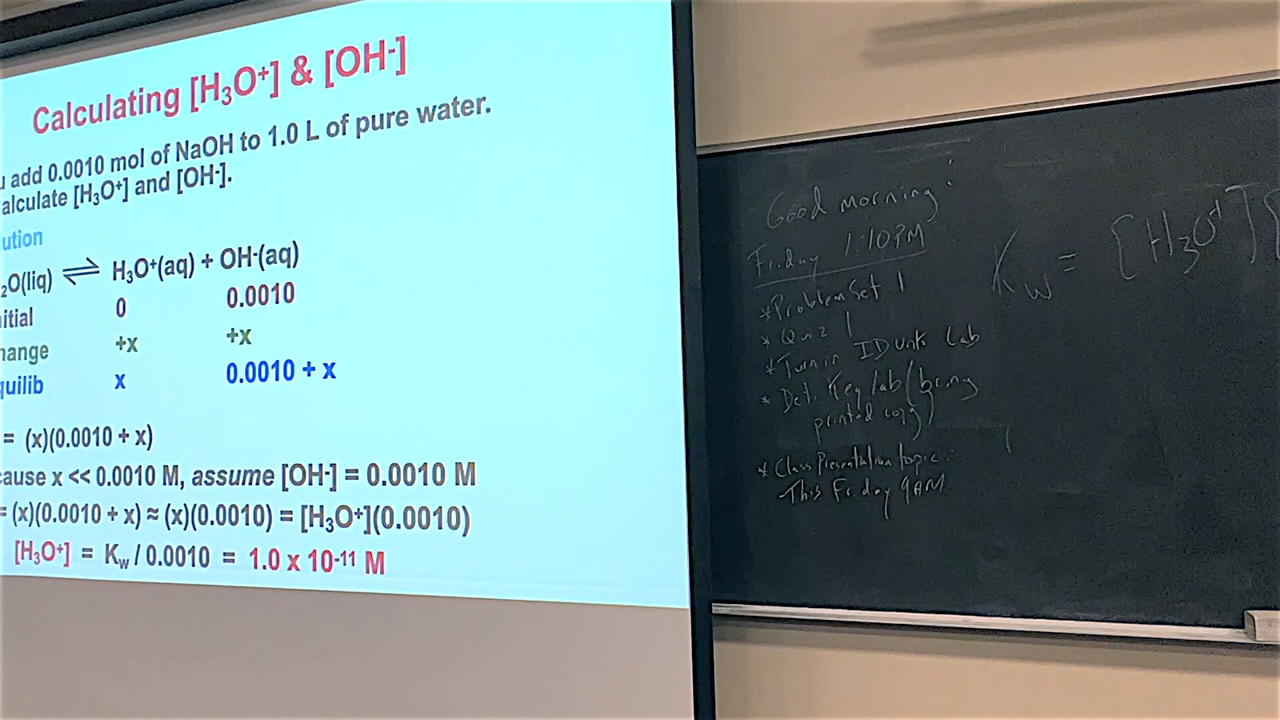 Calculating [H₃O⁺] & [OH⁻]
u add 0.0010 mol of NaOH to 1.0 L of pure water.
alculate [H₃O⁺] and [OH⁻].
ution
₂O(liq) ⇌ H₃O⁺(aq) + OH⁻(aq)
itial 0 0.0010
hange +x +x
quilib x 0.0010 + x
= (x)(0.0010 + x)
ause x << 0.0010 M, assume [OH⁻] = 0.0010 M
= (x)(0.0010 + x) ≈ (x)(0.0010) = [H₃O⁺](0.0010)
[H₃O⁺] = Kw / 0.0010 = 1.0 x 10⁻¹¹ M
Good morning!
Friday 1:10PM
*Problem Set 1
* Quiz 1
*Turn in ID Unts Lab
* Det. Key lab (bring
printed copy)
* Class Presentation topic:
This Friday 9AM
Kw = [H₃O⁺][